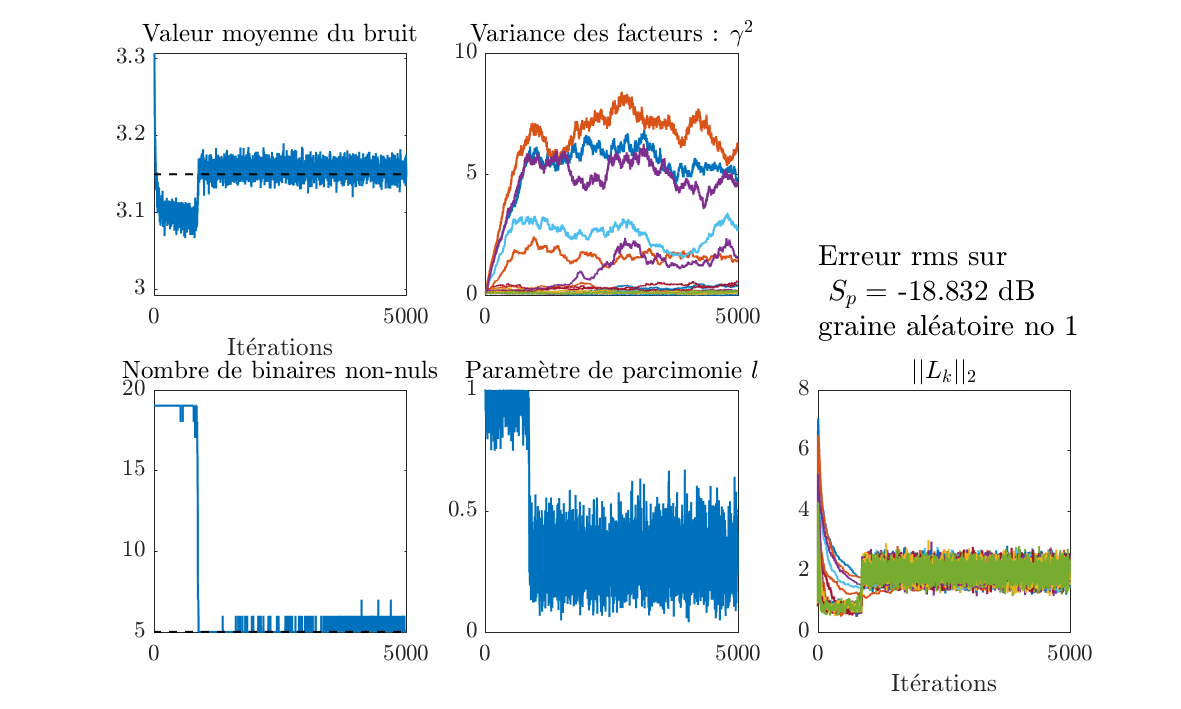 Valeur moyenne du bruit
3.3
3.2
3.1
3
0
5000
Itérations
Variance des facteurs : γ²
10
5
0
0
5000
Erreur rms sur
Sₚ = -18.832 dB
graine aléatoire no 1
Nombre de binaires non-nuls
20
15
10
5
0
5000
Paramètre de parcimonie l
1
0.5
0
0
5000
||Lₖ||₂
8
6
4
2
0
0
5000
Itérations